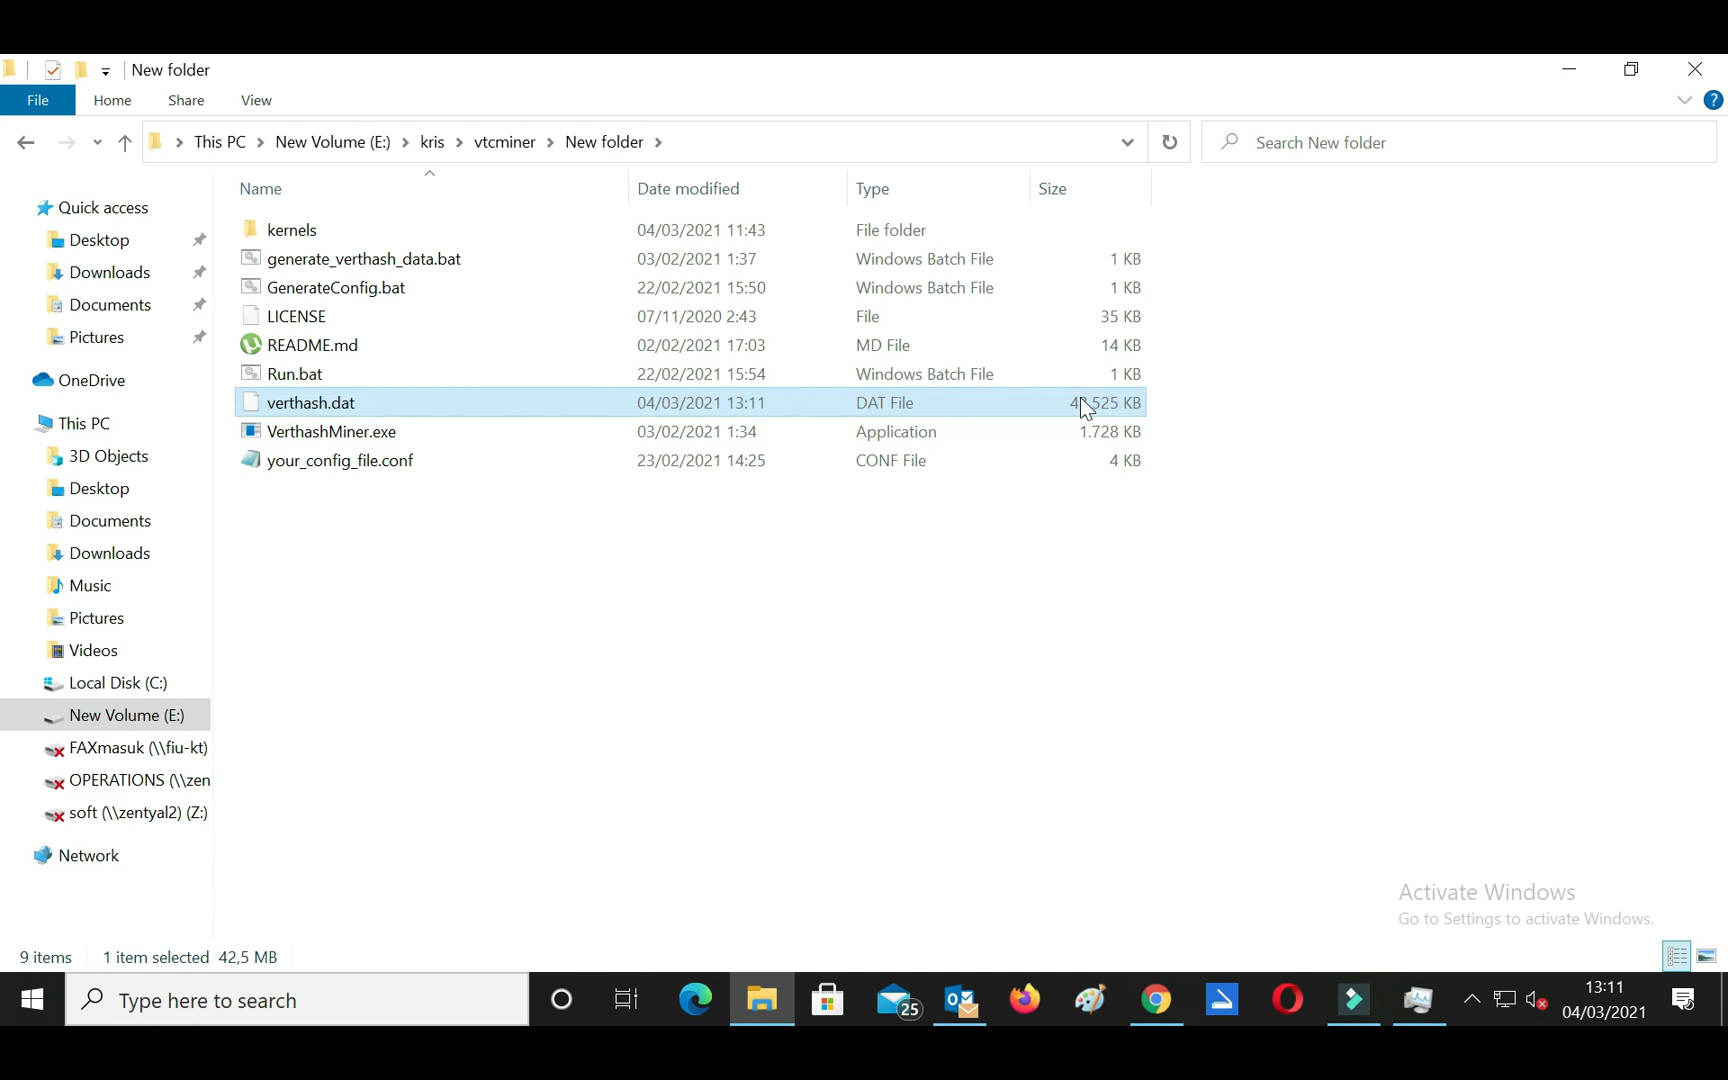 New folder
File Home Share View
This PC > New Volume (E:) > kris > vtcminer > New folder >
Search New folder
Name Date modified Type Size
Quick access
Desktop
Downloads
Documents
Pictures
OneDrive
This PC
3D Objects
Desktop
Documents
Downloads
Music
Pictures
Videos
Local Disk (C:)
New Volume (E:)
FAXmasuk (\\fiu-kt)
OPERATIONS (\\zen
soft (\\zentyal2) (Z:)
Network
kernels 04/03/2021 11:43 File folder
generate_verthash_data.bat 03/02/2021 1:37 Windows Batch File 1 KB
GenerateConfig.bat 22/02/2021 15:50 Windows Batch File 1 KB
LICENSE 07/11/2020 2:43 File 35 KB
README.md 02/02/2021 17:03 MD File 14 KB
Run.bat 22/02/2021 15:54 Windows Batch File 1 KB
verthash.dat 04/03/2021 13:11 DAT File KB
VerthashMiner.exe 03/02/2021 1:34 Application 1.728 KB
your_config_file.conf 23/02/2021 14:25 CONF File 4 KB
Activate Windows
Go to Settings to activate Windows.
9 items 1 item selected 42,5 MB
Type here to search
25
13:11
04/03/2021